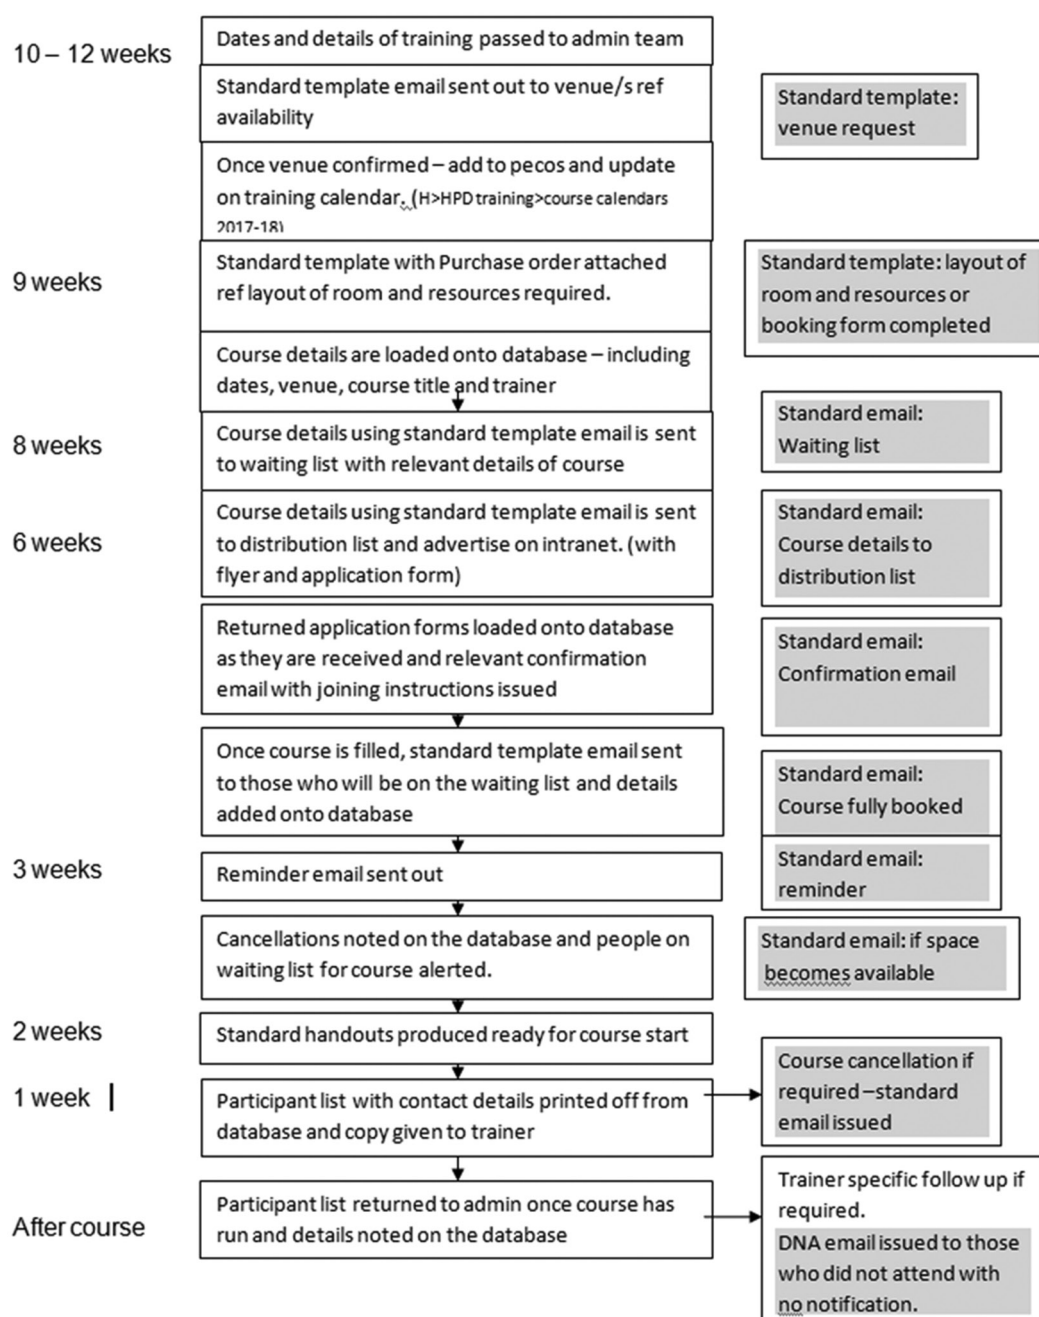 10 – 12 weeks
Dates and details of training passed to admin team
Standard template email sent out to venue/s ref
availability
Standard template:
venue request
Once venue confirmed – add to pecos and update
on training calendar. (H>HPD training>course calendars
2017-18)
9 weeks
Standard template with Purchase order attached
ref layout of room and resources required.
Standard template: layout of
room and resources or
booking form completed
Course details are loaded onto database – including
dates, venue, course title and trainer
8 weeks
Course details using standard template email is sent
to waiting list with relevant details of course
Standard email:
Waiting list
6 weeks
Course details using standard template email is sent
to distribution list and advertise on intranet. (with
flyer and application form)
Standard email:
Course details to
distribution list
Returned application forms loaded onto database
as they are received and relevant confirmation
email with joining instructions issued
Standard email:
Confirmation email
Once course is filled, standard template email sent
to those who will be on the waiting list and details
added onto database
Standard email:
Course fully booked
3 weeks
Reminder email sent out
Standard email:
reminder
Cancellations noted on the database and people on
waiting list for course alerted.
Standard email: if space
becomes available
2 weeks
Standard handouts produced ready for course start
1 week
Participant list with contact details printed off from
database and copy given to trainer
Course cancellation if
required –standard
email issued
After course
Participant list returned to admin once course has
run and details noted on the database
Trainer specific follow up if
required.
DNA email issued to those
who did not attend with
no notification.